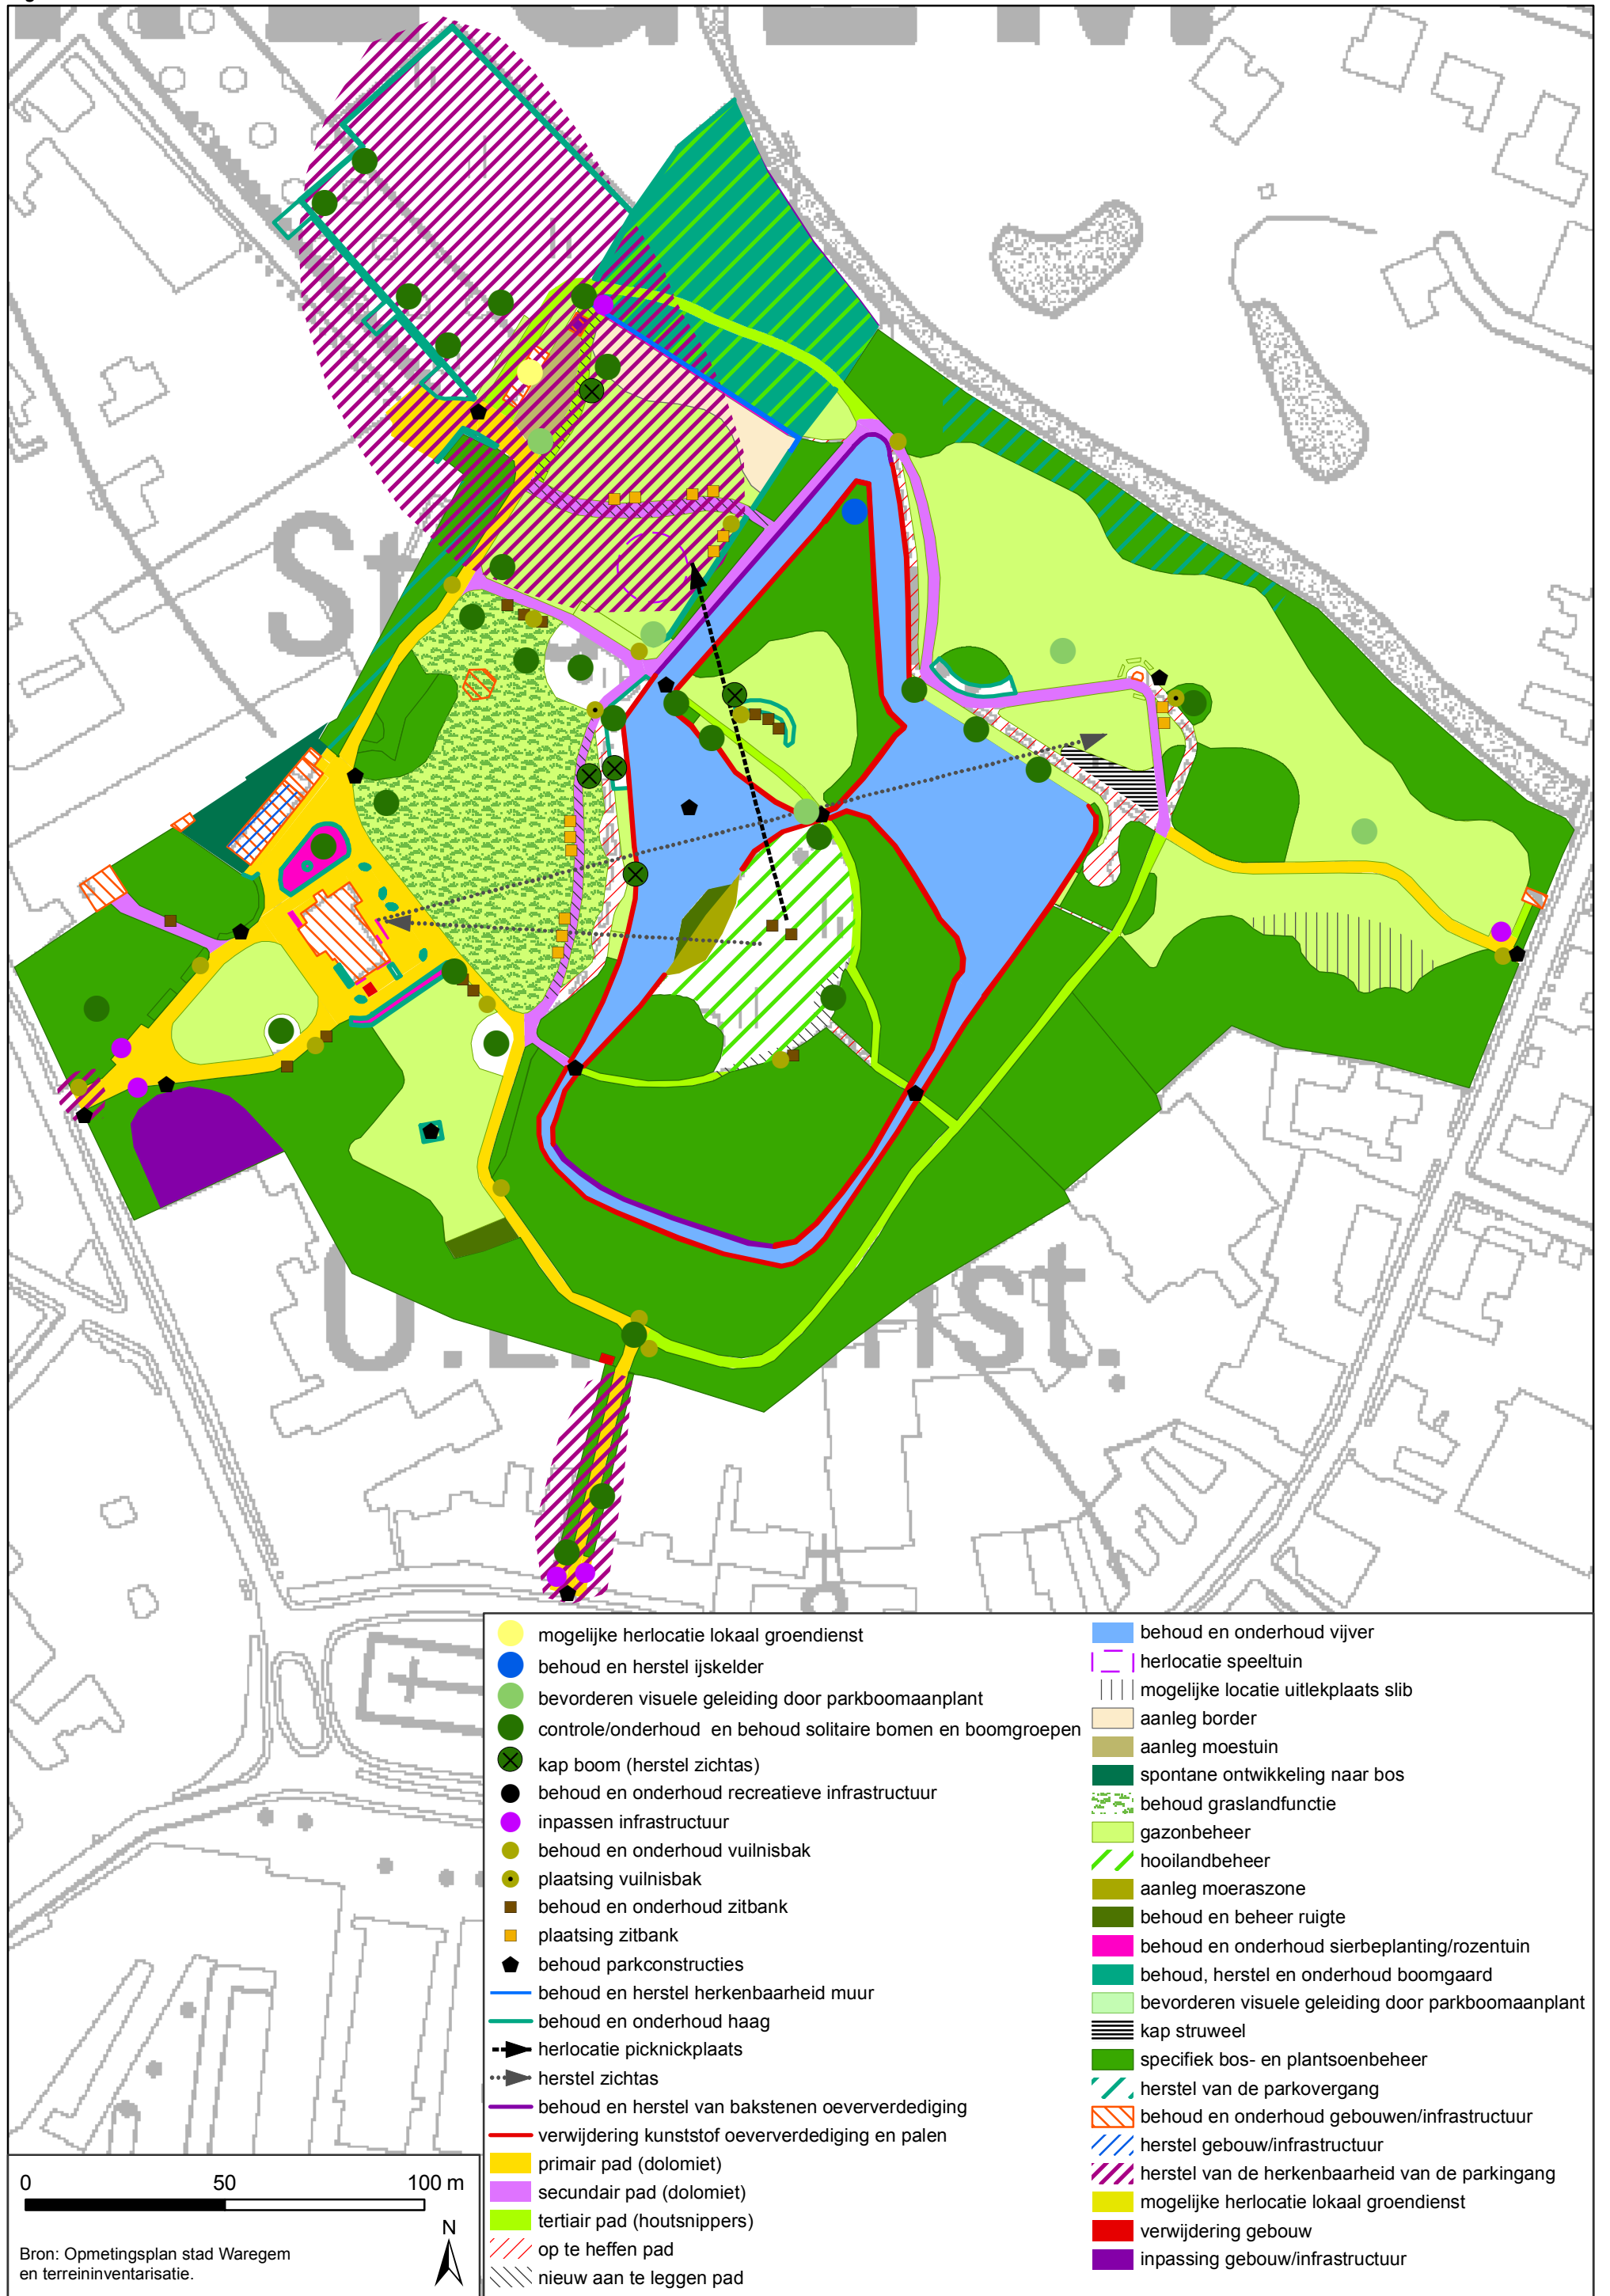 St
0
50
100 m
N
Bron: Opmetingsplan stad Waregem
en terreininventarisatie.
mogelijke herlocatie lokaal groendienst
behoud en herstel ijskelder
bevorderen visuele geleiding door parkboomaanplant
controle/onderhoud en behoud solitaire bomen en boomgroepen
kap boom (herstel zichtas)
behoud en onderhoud recreatieve infrastructuur
inpassen infrastructuur
behoud en onderhoud vuilnisbak
plaatsing vuilnisbak
behoud en onderhoud zitbank
plaatsing zitbank
behoud parkconstructies
behoud en herstel herkenbaarheid muur
behoud en onderhoud haag
herlocatie picknickplaats
herstel zichtas
behoud en herstel van bakstenen oeververdediging
verwijdering kunststof oeververdediging en palen
primair pad (dolomiet)
secundair pad (dolomiet)
tertiair pad (houtsnippers)
op te heffen pad
nieuw aan te leggen pad
behoud en onderhoud vijver
herlocatie speeltuin
mogelijke locatie uitlekplaats slib
aanleg border
aanleg moestuin
spontane ontwikkeling naar bos
behoud graslandfunctie
gazonbeheer
hooilandbeheer
aanleg moeraszone
behoud en beheer ruigte
behoud en onderhoud sierbeplanting/rozentuin
behoud, herstel en onderhoud boomgaard
bevorderen visuele geleiding door parkboomaanplant
kap struweel
specifiek bos- en plantsoenbeheer
herstel van de parkovergang
behoud en onderhoud gebouwen/infrastructuur
herstel gebouw/infrastructuur
herstel van de herkenbaarheid van de parkingang
mogelijke herlocatie lokaal groendienst
verwijdering gebouw
inpassing gebouw/infrastructuur